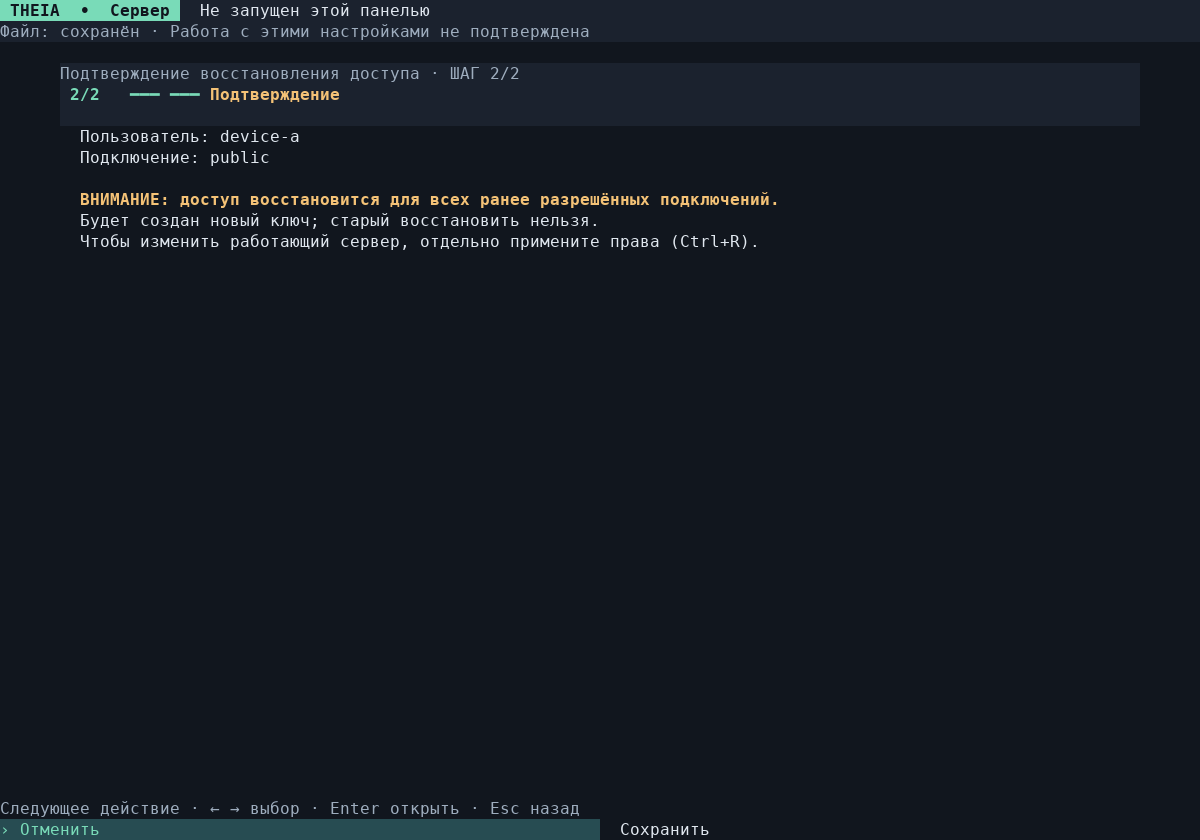 THEIA • Сервер Не запущен этой панелью
Файл: сохранён · Работа с этими настройками не подтверждена
Подтверждение восстановления доступа · ШАГ 2/2
2/2 ━━━ ━━━ Подтверждение
Пользователь: device-a
Подключение: public
ВНИМАНИЕ: доступ восстановится для всех ранее разрешённых подключений.
Будет создан новый ключ; старый восстановить нельзя.
Чтобы изменить работающий сервер, отдельно примените права (Ctrl+R).
Следующее действие · ← → выбор · Enter открыть · Esc назад
› Отменить Сохранить